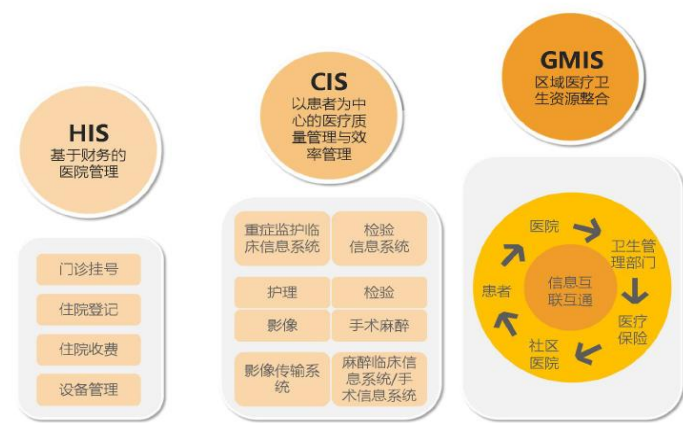 HIS
基于财务的
医院管理
门诊挂号
住院登记
住院收费
设备管理
CIS
以患者为中
心的医疗质
量管理与效
率管理
重症监护临
床信息系统
检验
信息系统
护理
检验
影像
手术麻醉
影像传输系
统
麻醉临床信
息系统/手
术信息系统
GMIS
区域医疗卫
生资源整合
医院
卫生管
理部门
医疗
保险
社区
医院
患者
信息互
联互通